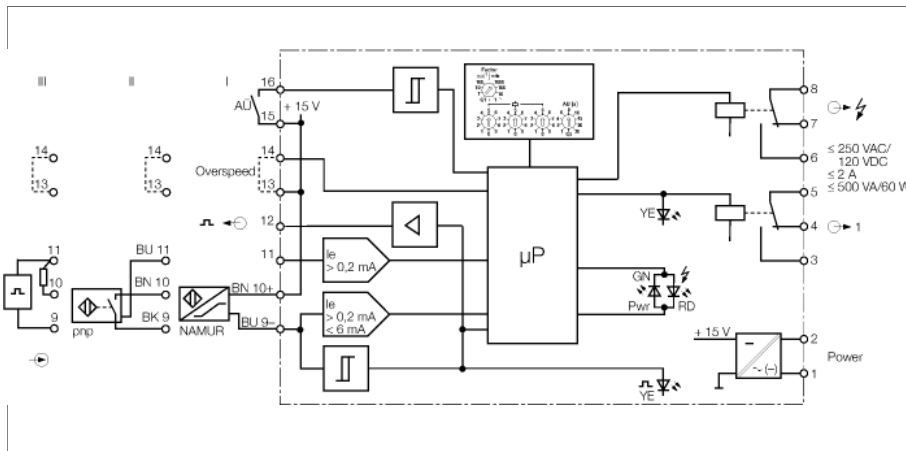 III II I
16
AÜ
15
+ 15 V
14 14 14
Overspeed
13 13 13
12
11
BU 11
11
10
BN 10
BN 10+
9
BK 9
BU 9–
pnp
NAMUR
Ie
> 0,2 mA
Ie
> 0,2 mA
< 6 mA
Factor
AÜ (s)
µP
YE
GN
Pwr
RD
YE
+ 15 V
8
7
6
≤ 250 VAC/
120 VDC
≤ 2 A
≤ 500 VA/60 W
5
4
1
3
2
Power
1